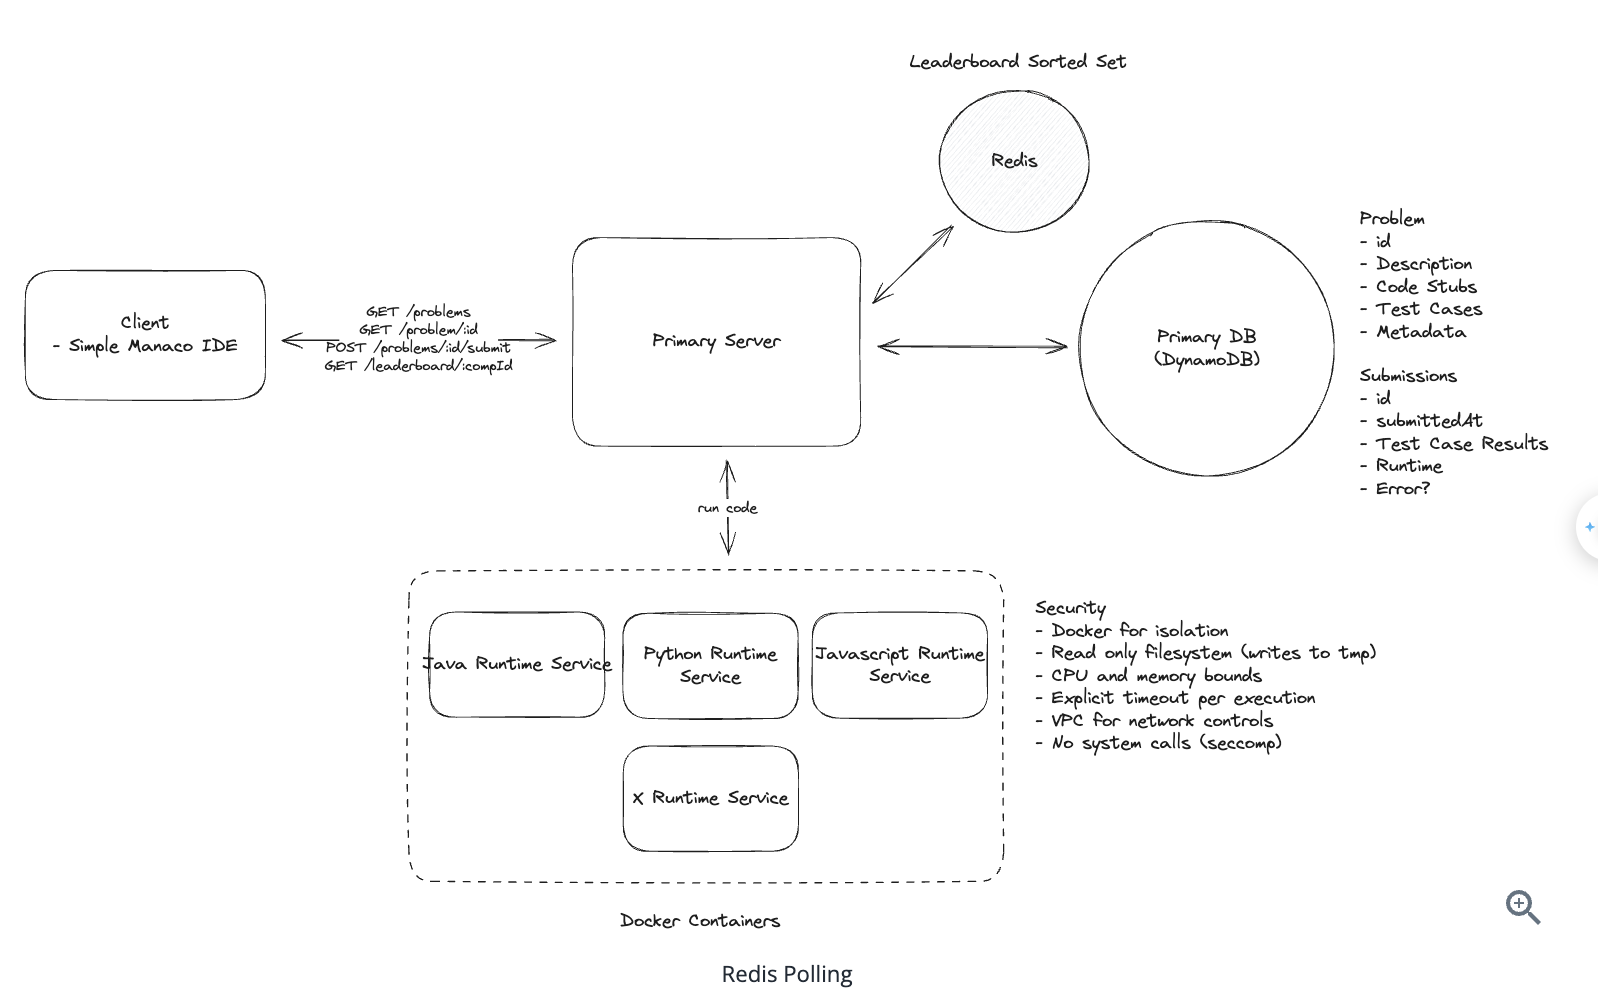 Leaderboard Sorted Set
Redis
Client
- Simple Manaco IDE
GET /problems
GET /problem/:id
POST /problems/:id/submit
GET /leaderboard/:compId
Primary Server
Primary DB
(DynamoDB)
Problem
- id
- Description
- Code Stubs
- Test Cases
- Metadata
Submissions
- id
- submittedAt
- Test Case Results
- Runtime
- Error?
run code
Java Runtime Service
Python Runtime
Service
Javascript Runtime
Service
X Runtime Service
Security
- Docker for isolation
- Read only filesystem (writes to tmp)
- CPU and memory bounds
- Explicit timeout per execution
- VPC for network controls
- No system calls (seccomp)
Docker Containers
Redis Polling